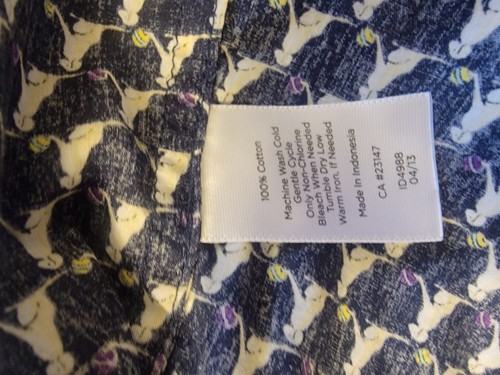 100% Cotton
Machine Wash Cold
Gentle Cycle
Only Non-Chlorine
Bleach When Needed
Tumble Dry Low
Warm Iron, If Needed
Made In Indonesia
CA #23147
ID4988
04/13